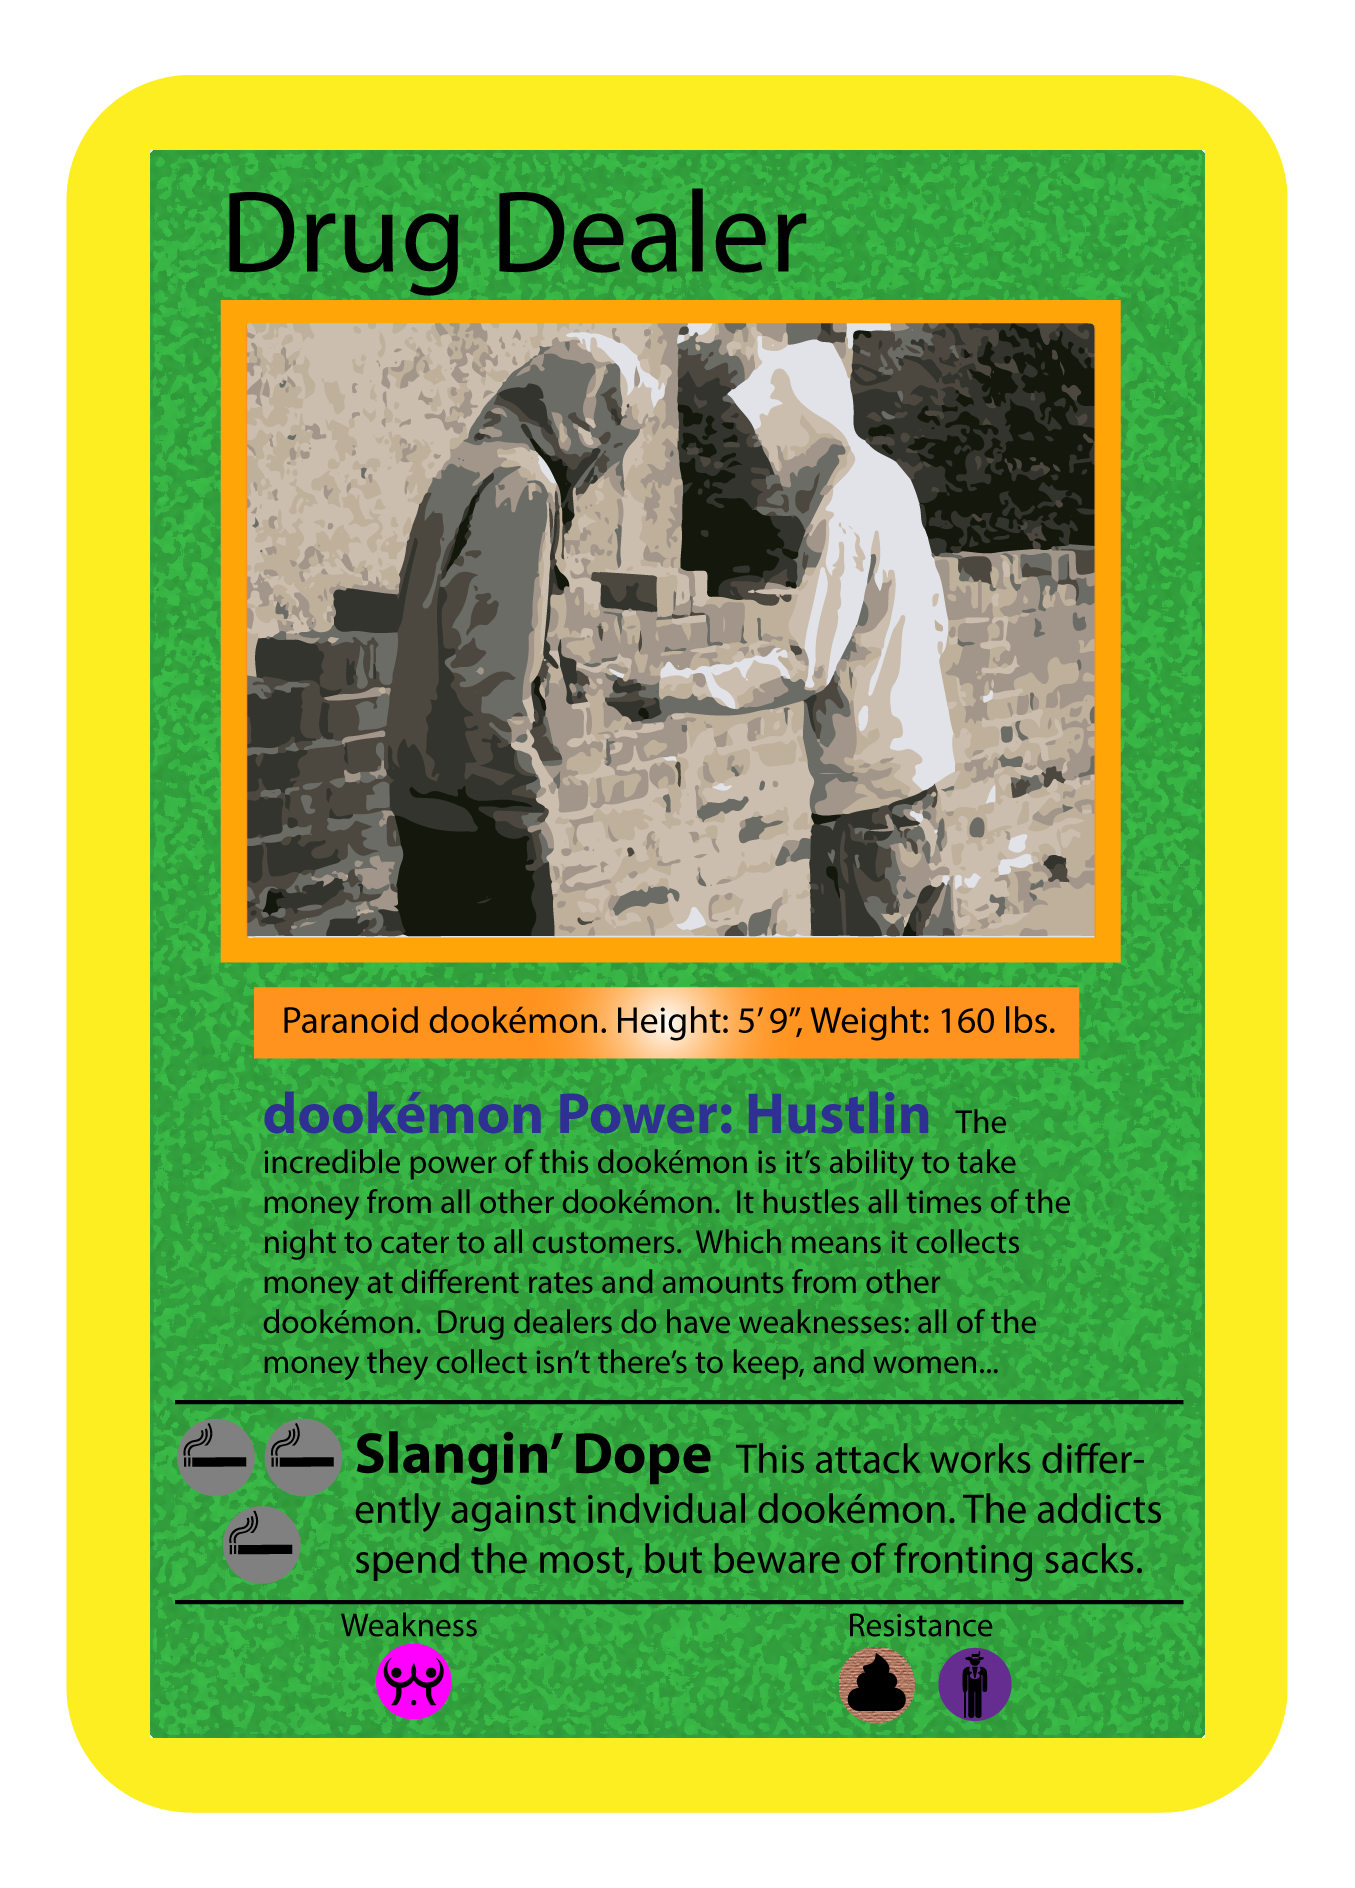 Drug Dealer
Paranoid dookémon. Height: 5’ 9”, Weight: 160 lbs.
dookémon Power: Hustlin The
incredible power of this dookémon is it’s ability to take
money from all other dookémon. It hustles all times of the
night to cater to all customers. Which means it collects
money at different rates and amounts from other
dookémon. Drug dealers do have weaknesses: all of the
money they collect isn’t there’s to keep, and women...
Slangin’ Dope This attack works differ-
ently against indvidual dookémon. The addicts
spend the most, but beware of fronting sacks.
Weakness
Resistance